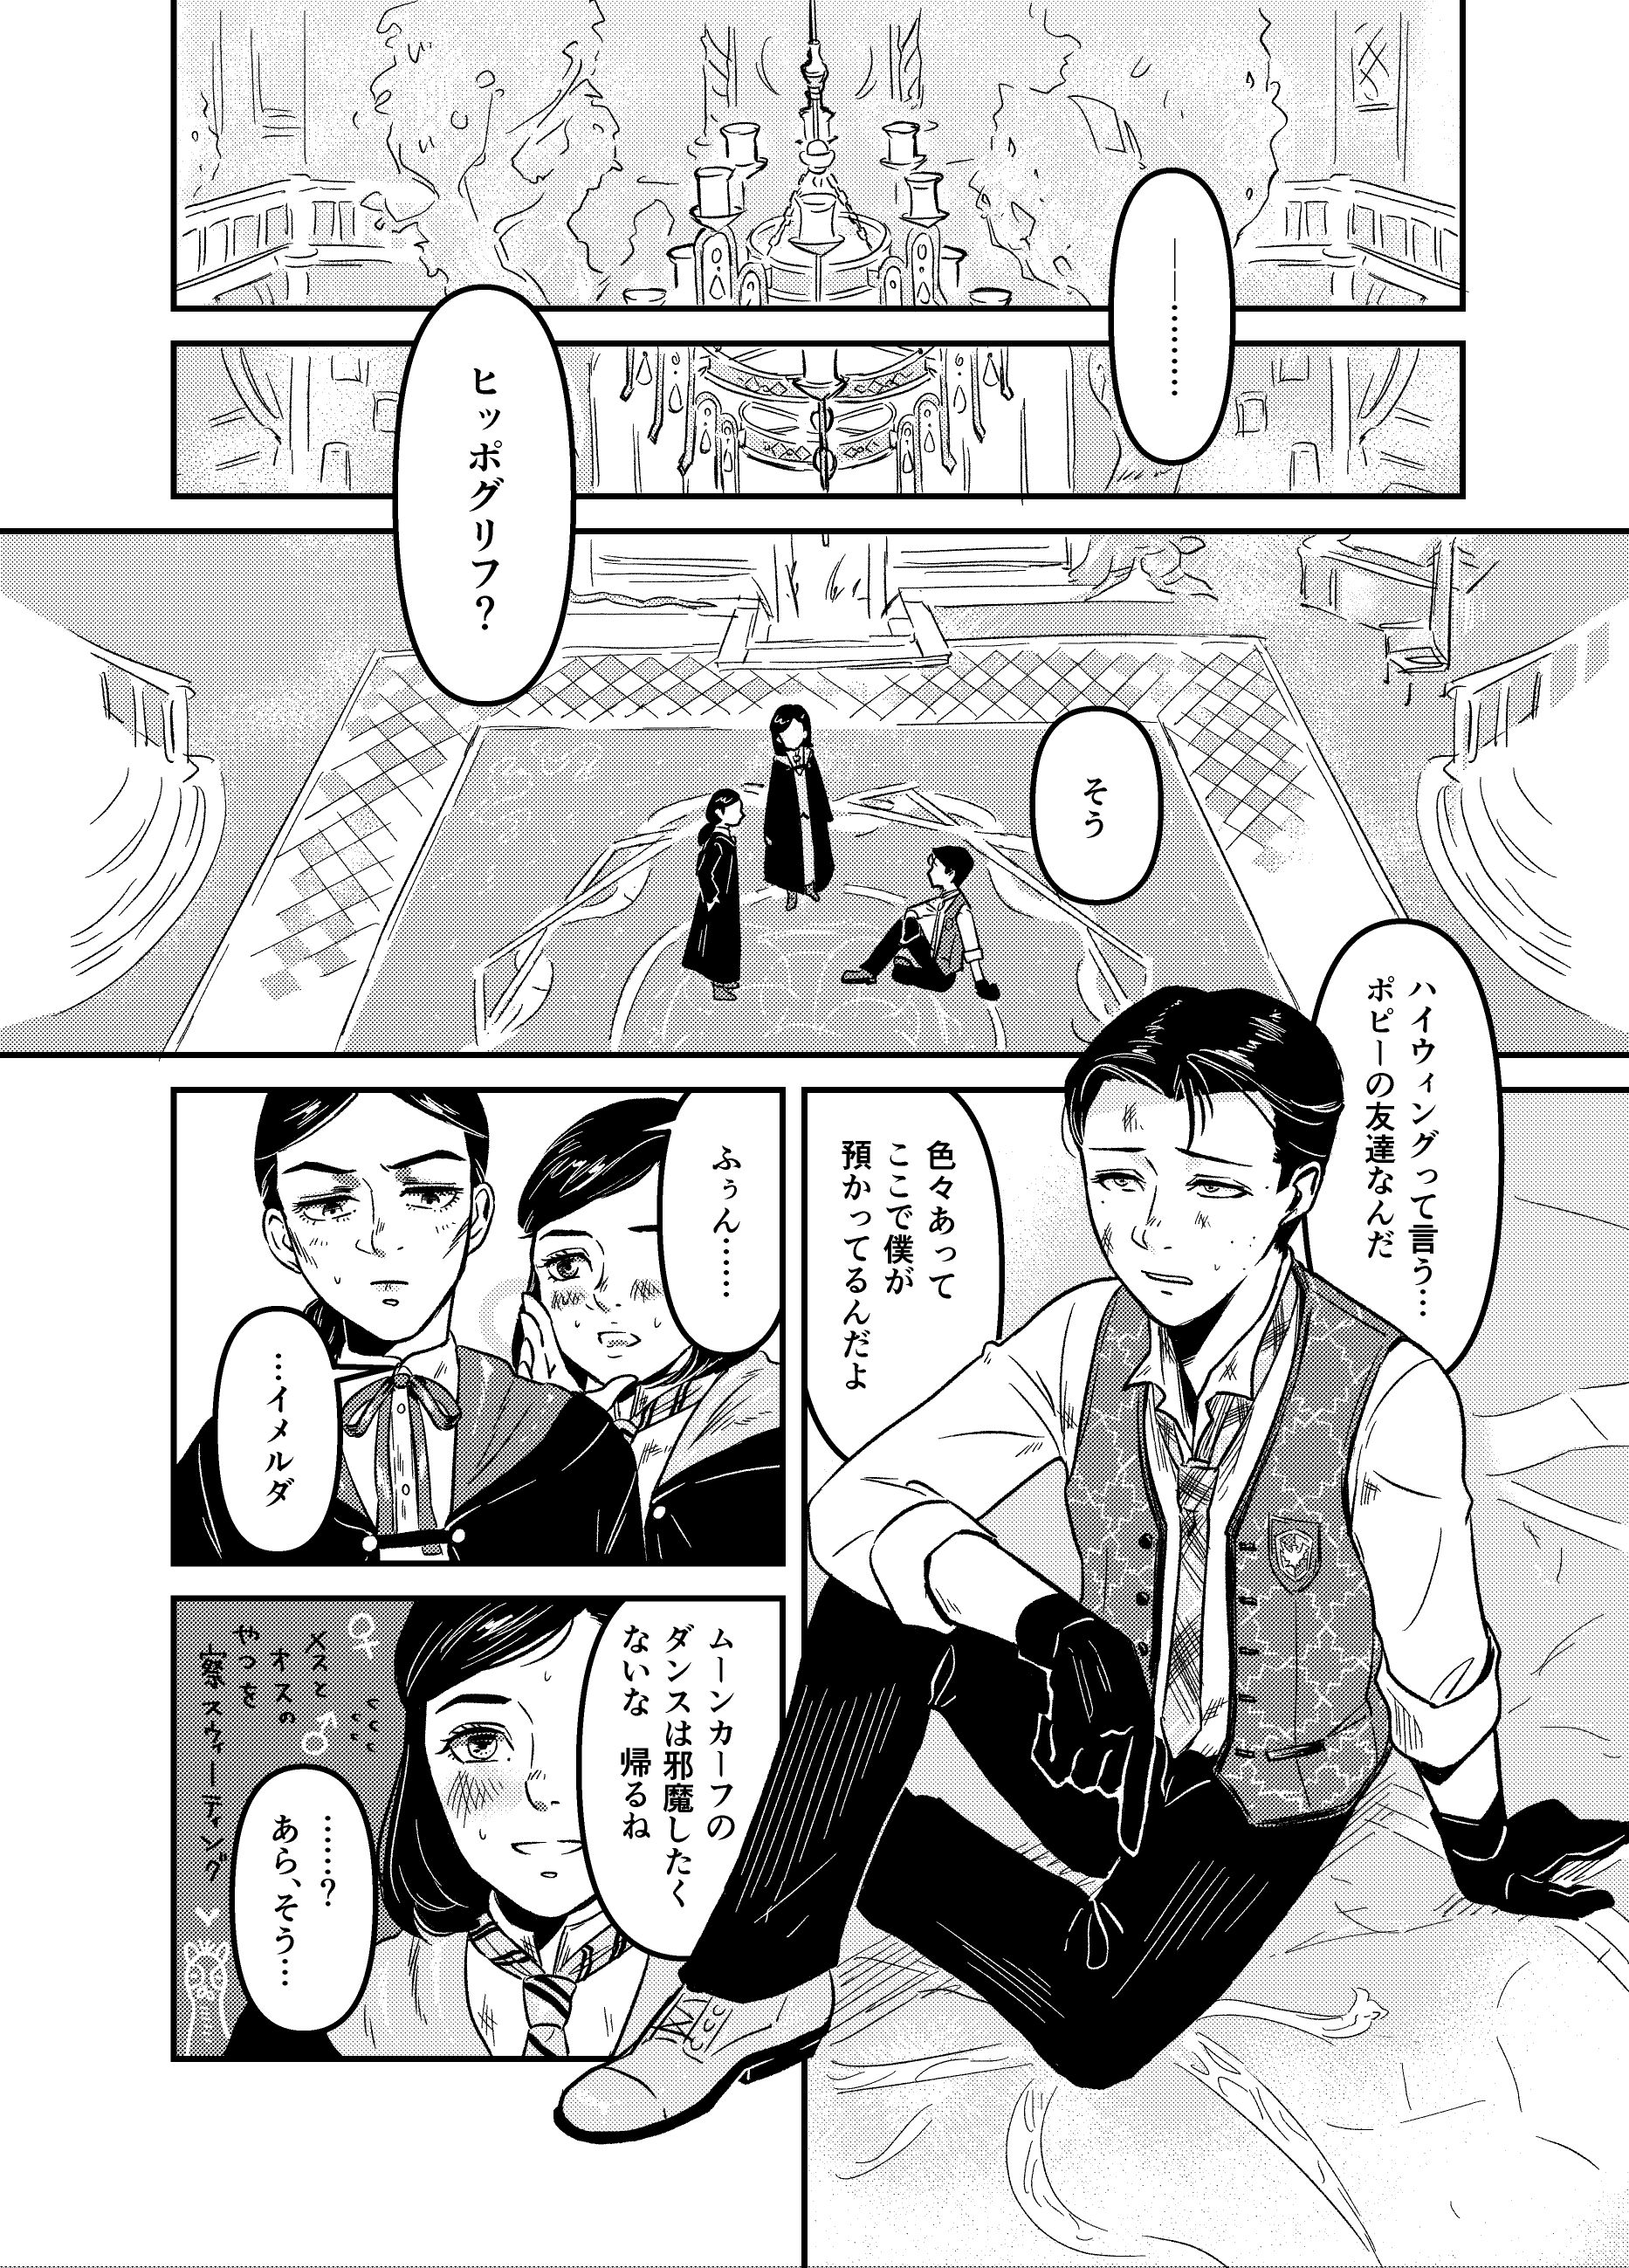 ―………
ヒッポグリフ？
そう
ハイウィングって言う…
ポピーの友達なんだ
色々あって
ここで僕が
預かってるんだよ
ふぅん……
…イメルダ
ムーンカーフの
ダンスは邪魔したく
ないな 帰るね
♀
メスと
オスの
♂
やつを
察スウィーティング
……？
あら、そう…